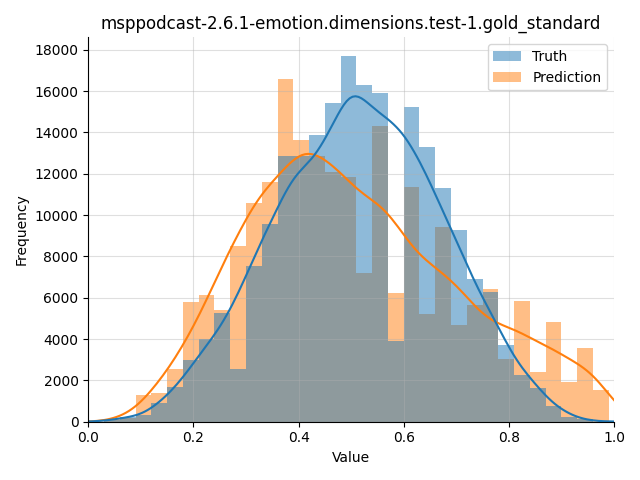 msppodcast-2.6.1-emotion.dimensions.test-1.gold_standard
Truth
Prediction
Frequency
18000
16000
14000
12000
10000
8000
6000
4000
2000
0
0.0 0.2 0.4 0.6 0.8 1.0
Value